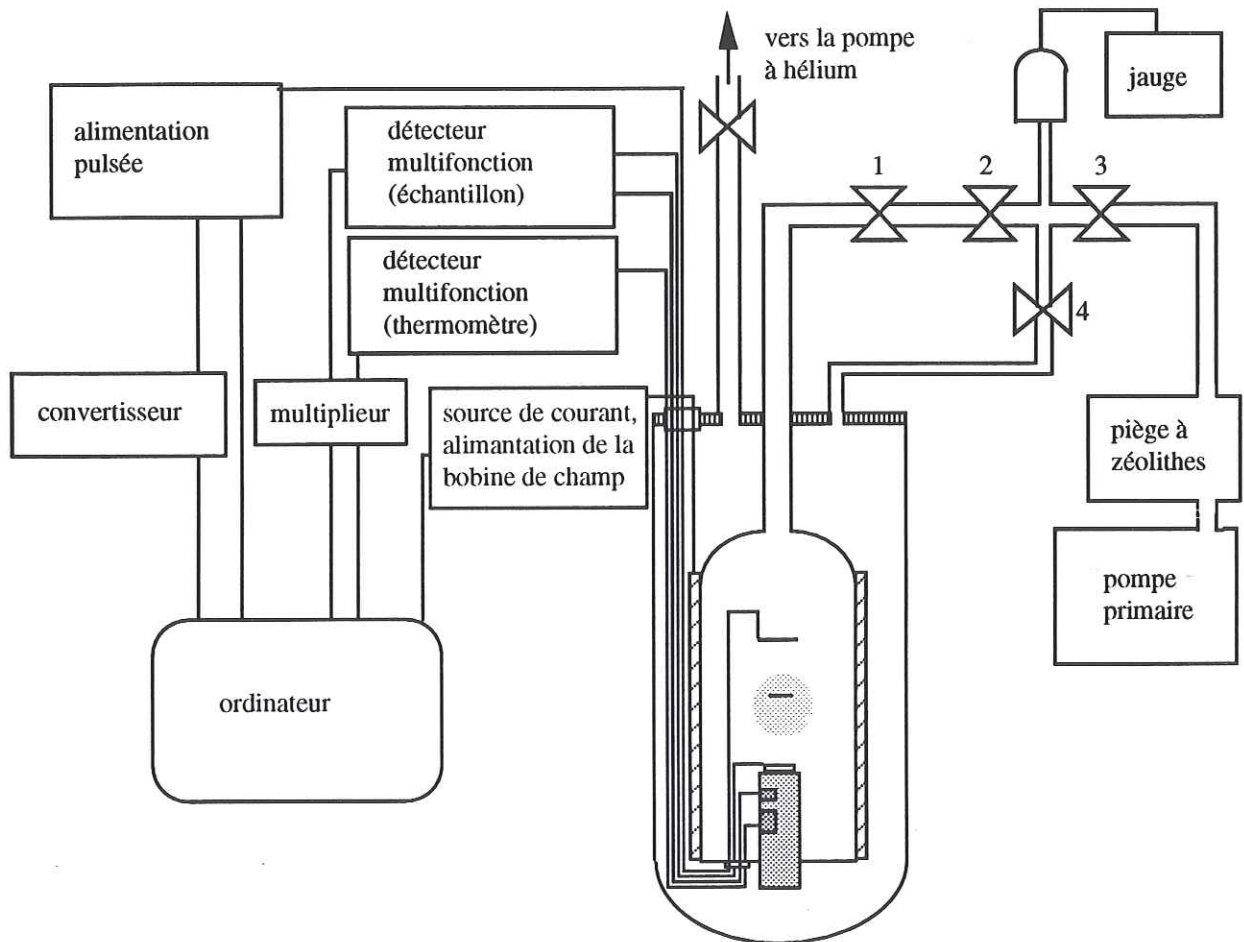 vers la pompe
à hélium
jauge
alimentation
pulsée
détecteur
multifonction
(échantillon)
1
2
3
détecteur
multifonction
(thermomètre)
4
convertisseur
multiplieur
source de courant,
alimantation de la
bobine de champ
piège à
zéolithes
pompe
primaire
ordinateur